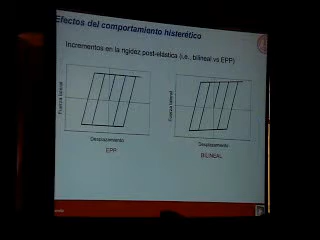 Efectos del comportamiento histerético
Incrementos en la rigidez post-elástica (i.e., bilineal vs EPP)
Fuerza lateral
Desplazamiento
EPP
Fuerza lateral
Desplazamiento
BILINEAL